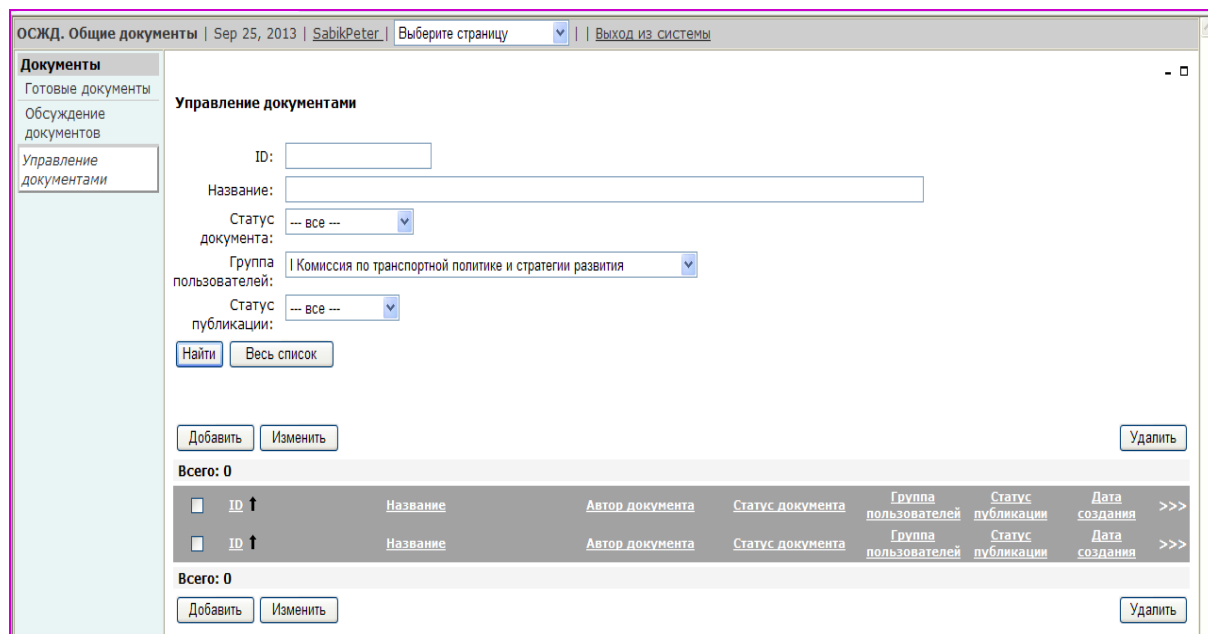 ОСЖД. Общие документы | Sep 25, 2013 | SabikPeter | Выберите страницу | | Выход из системы
Документы
Готовые документы
Обсуждение
документов
Управление
документами
Управление документами
ID:
Название:
Статус
документа:
--- все ---
Группа
пользователей:
I Комиссия по транспортной политике и стратегии развития
Статус
публикации:
--- все ---
Найти Весь список
Добавить Изменить Удалить
Всего: 0
ID Название Автор документа Статус документа Группа пользователей Статус публикации Дата создания >>>
ID Название Автор документа Статус документа Группа пользователей Статус публикации Дата создания >>>
Всего: 0
Добавить Изменить Удалить